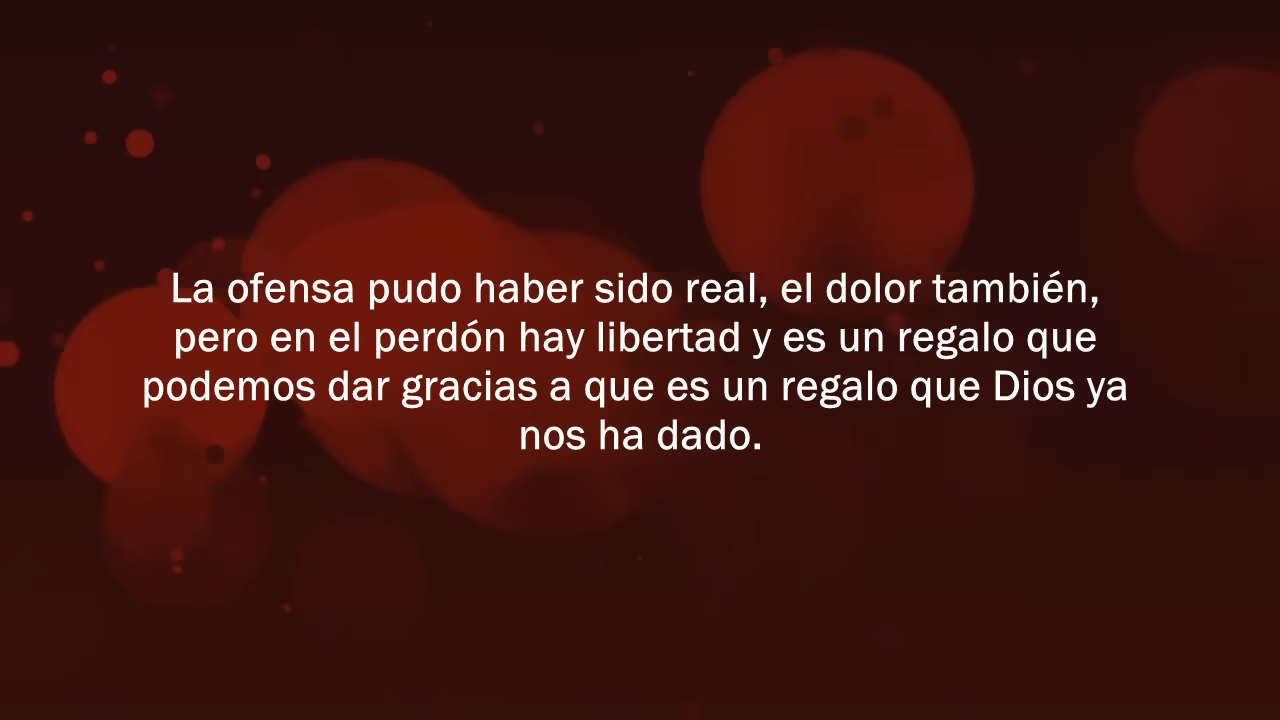 La ofensa pudo haber sido real, el dolor también,
pero en el perdón hay libertad y es un regalo que
podemos dar gracias a que es un regalo que Dios ya
nos ha dado.